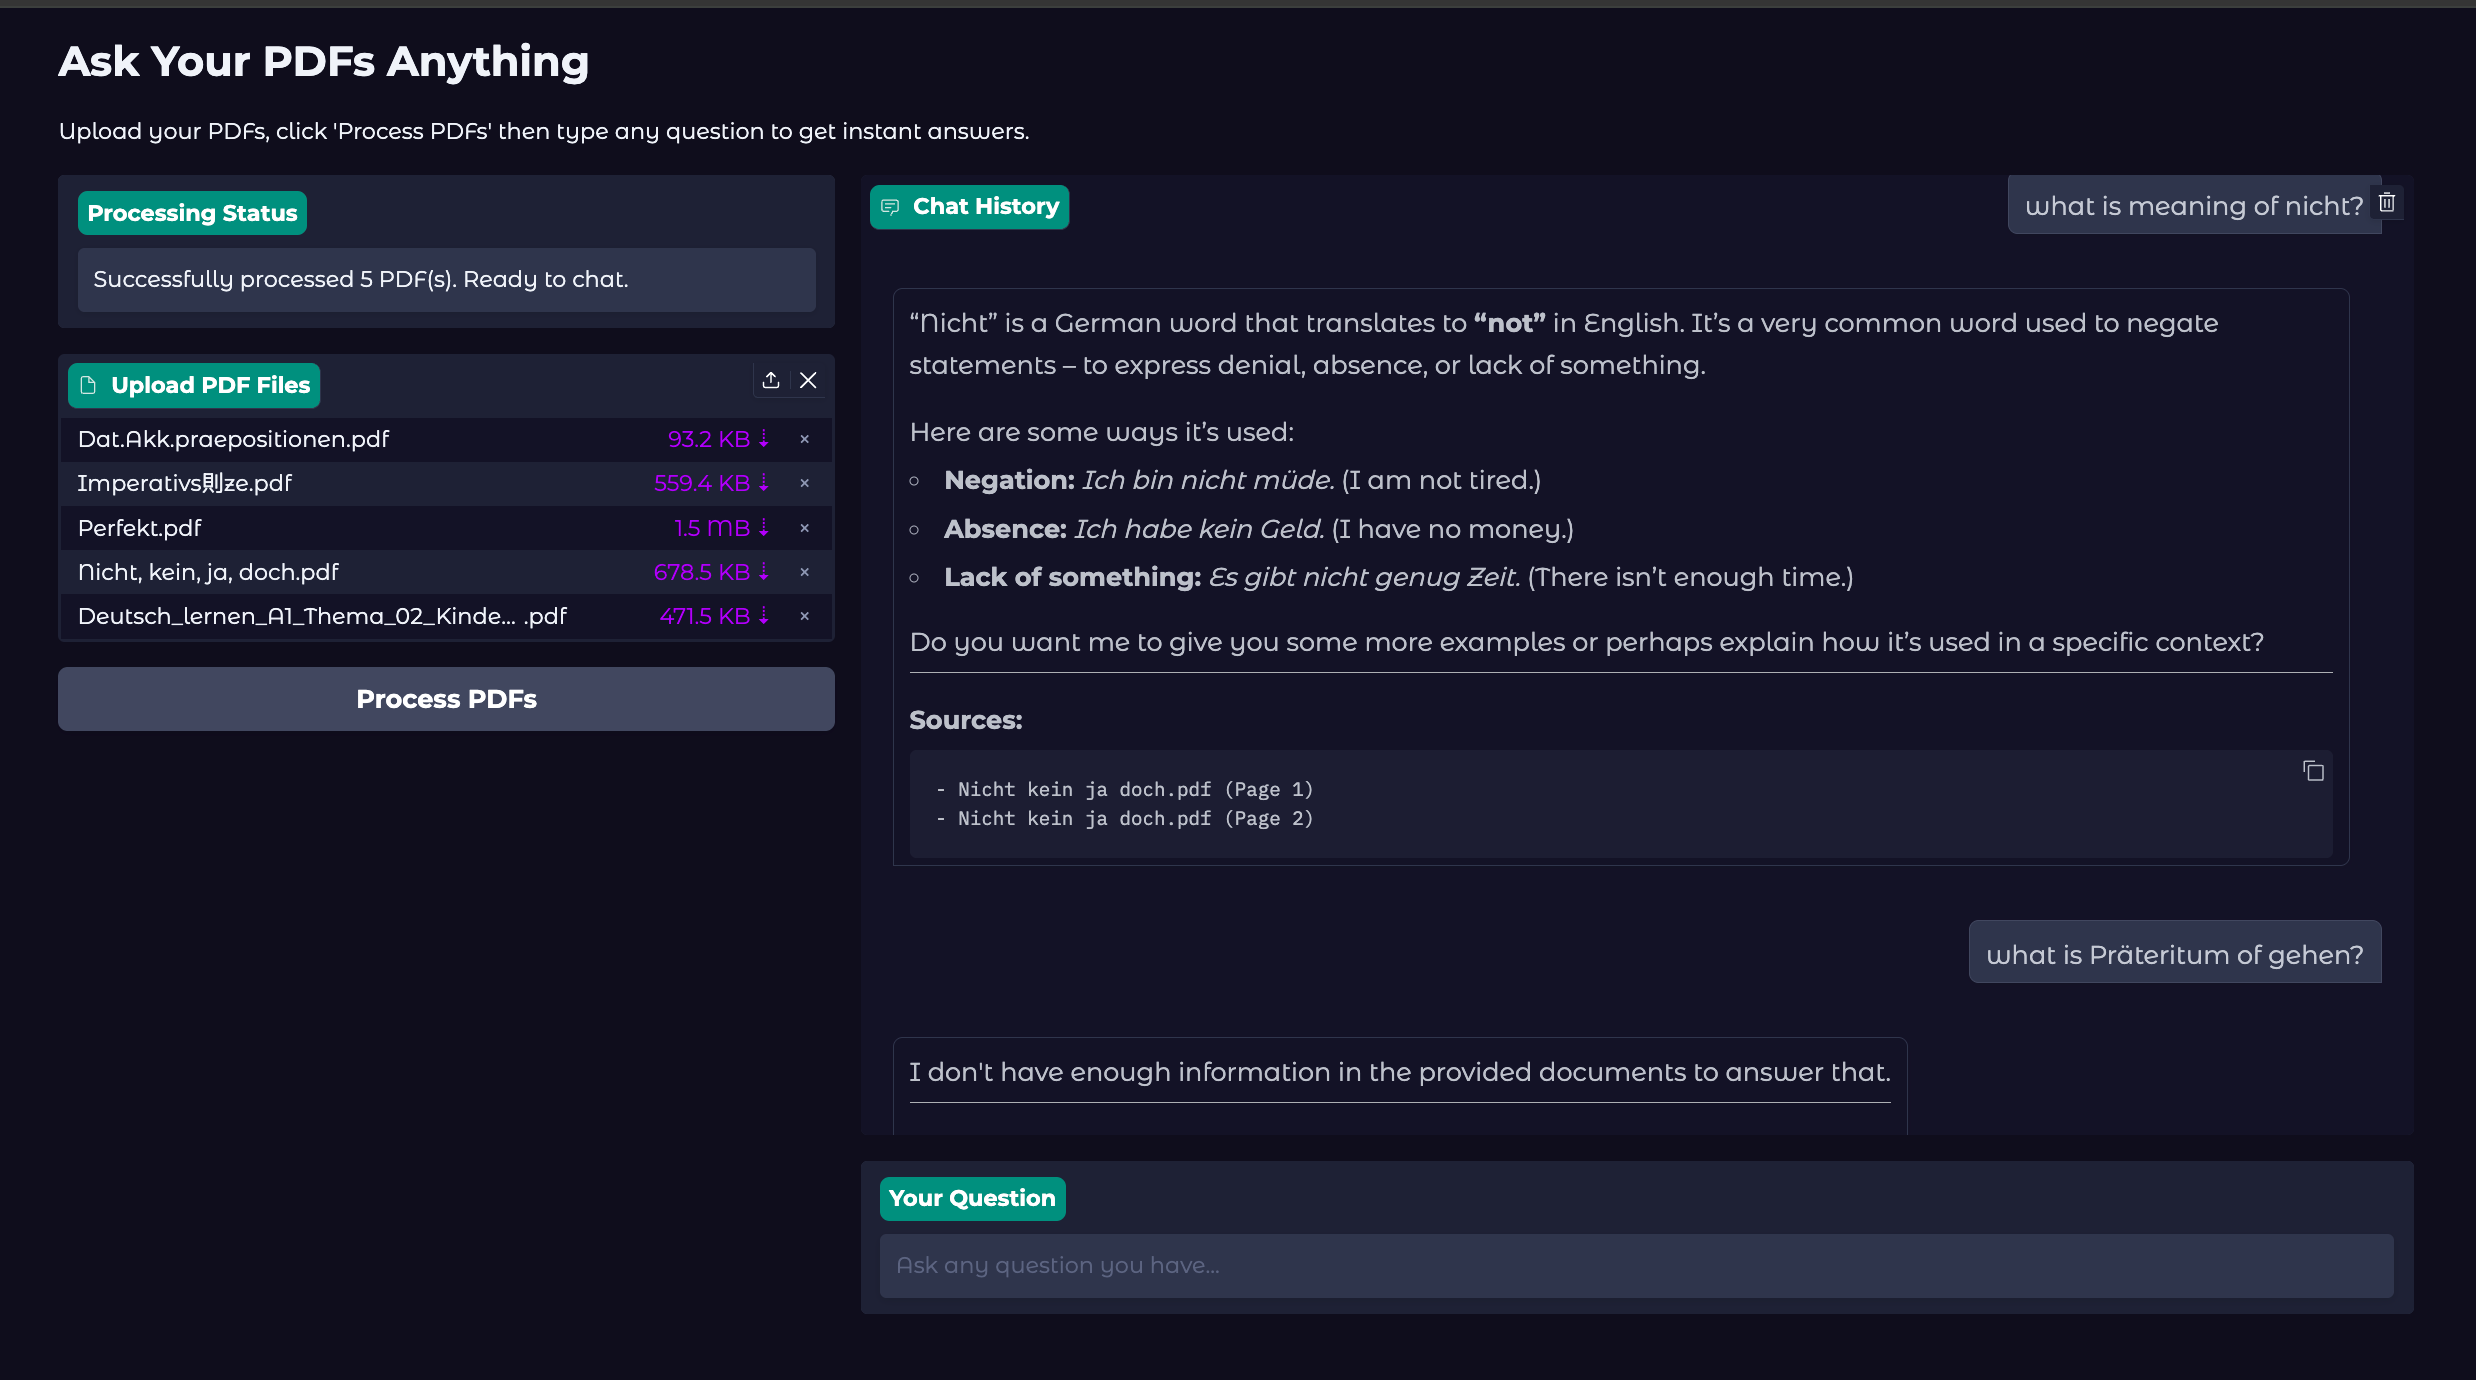 Ask Your PDFs Anything
Upload your PDFs, click 'Process PDFs' then type any question to get instant answers.
Processing Status
Successfully processed 5 PDF(s). Ready to chat.
Upload PDF Files
Dat.Akk.praepositionen.pdf 93.2 KB ⇣ ×
Imperativs則ze.pdf 559.4 KB ⇣ ×
Perfekt.pdf 1.5 MB ⇣ ×
Nicht, kein, ja, doch.pdf 678.5 KB ⇣ ×
Deutsch_lernen_A1_Thema_02_Kinde... .pdf 471.5 KB ⇣ ×
Process PDFs
Chat History
what is meaning of nicht?
“Nicht” is a German word that translates to “not” in English. It’s a very common word used to negate
statements – to express denial, absence, or lack of something.
Here are some ways it’s used:
Negation: Ich bin nicht müde. (I am not tired.)
Absence: Ich habe kein Geld. (I have no money.)
Lack of something: Es gibt nicht genug Zeit. (There isn’t enough time.)
Do you want me to give you some more examples or perhaps explain how it’s used in a specific context?
Sources:
- Nicht kein ja doch.pdf (Page 1)
- Nicht kein ja doch.pdf (Page 2)
what is Präteritum of gehen?
I don't have enough information in the provided documents to answer that.
Your Question
Ask any question you have...